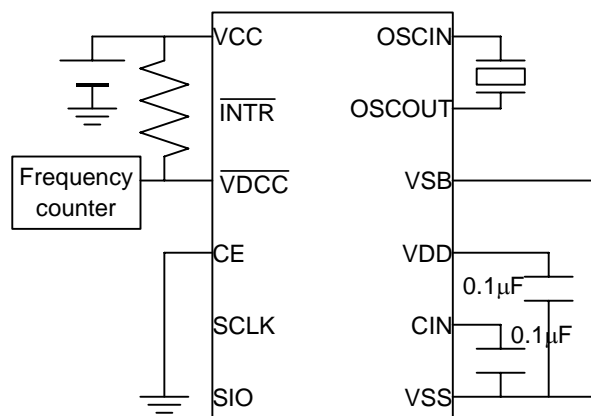 VCC
OSCIN
INTR
OSCOUT
Frequency
counter
VDCC
VSB
CE
VDD
0.1µF
SCLK
CIN
0.1µF
SIO
VSS